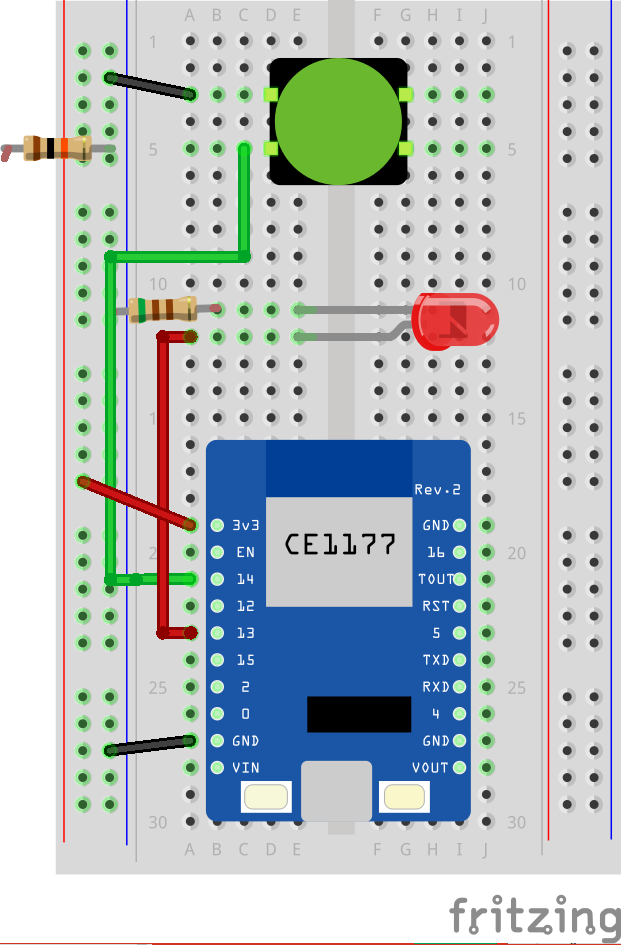 A B C D E F G H I J
1 1
5 5
10 10
1 15
Rev.2
CE1177
3v3 GND
EN 16
2 20
14 TOUT
12 RST
13 5
15 TXD
25 2 RXD 25
0 4
GND GND
VIN VOUT
30 30
A B C D E F G H I J
fritzing